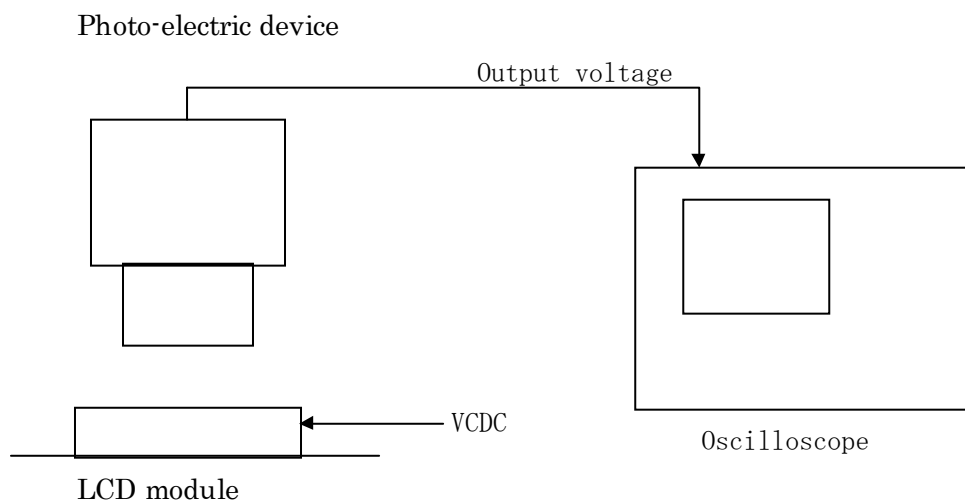 Photo-electric device
Output voltage
VCDC
Oscilloscope
LCD module